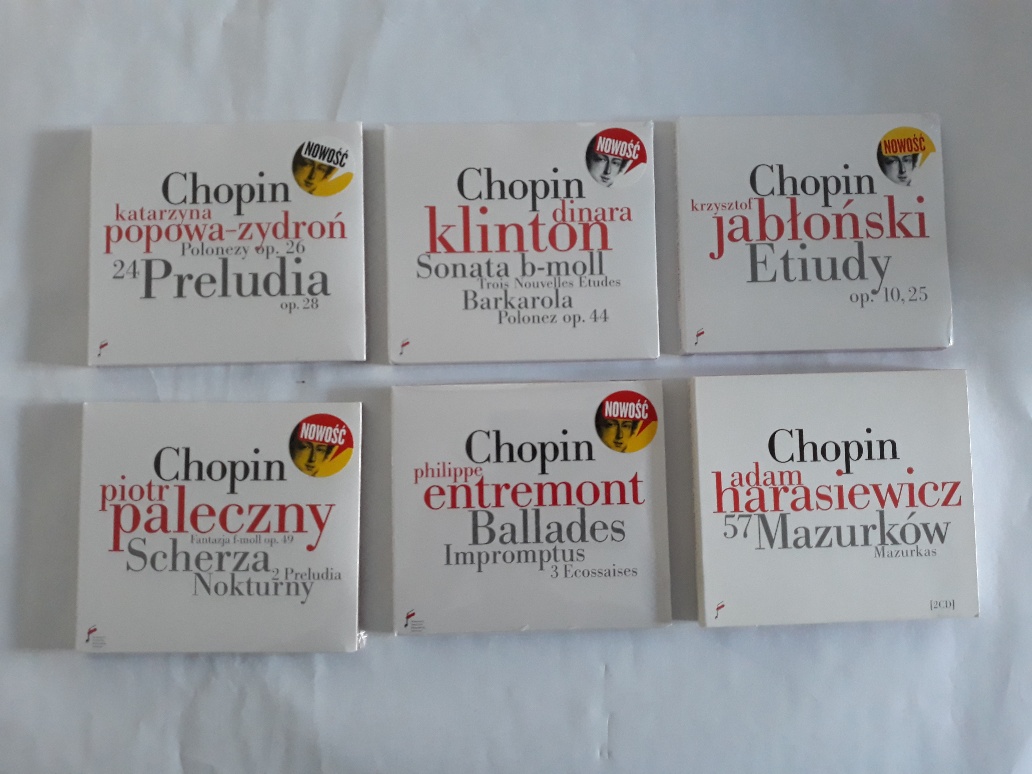 NOWOŚĆ
Chopin
katarzyna
popowa-zydroń
Polonezy op. 26
24 Preludia
op. 28
NOWOŚĆ
Chopin
dinara
klinton
Sonata b-moll
Trois Nouvelles Etudes
Barkarola
Polonez op. 44
NOWOŚĆ
Chopin
krzysztof
jabłoński
Etiudy
op. 10, 25
NOWOŚĆ
Chopin
piotr
paleczny
Fantazja f-moll op. 49
Scherza
2 Preludia
Nokturny
NOWOŚĆ
Chopin
philippe
entremont
Ballades
Impromptus
3 Ecossaises
Chopin
adam
harasiewicz
57 Mazurków
Mazurkas
[2CD]